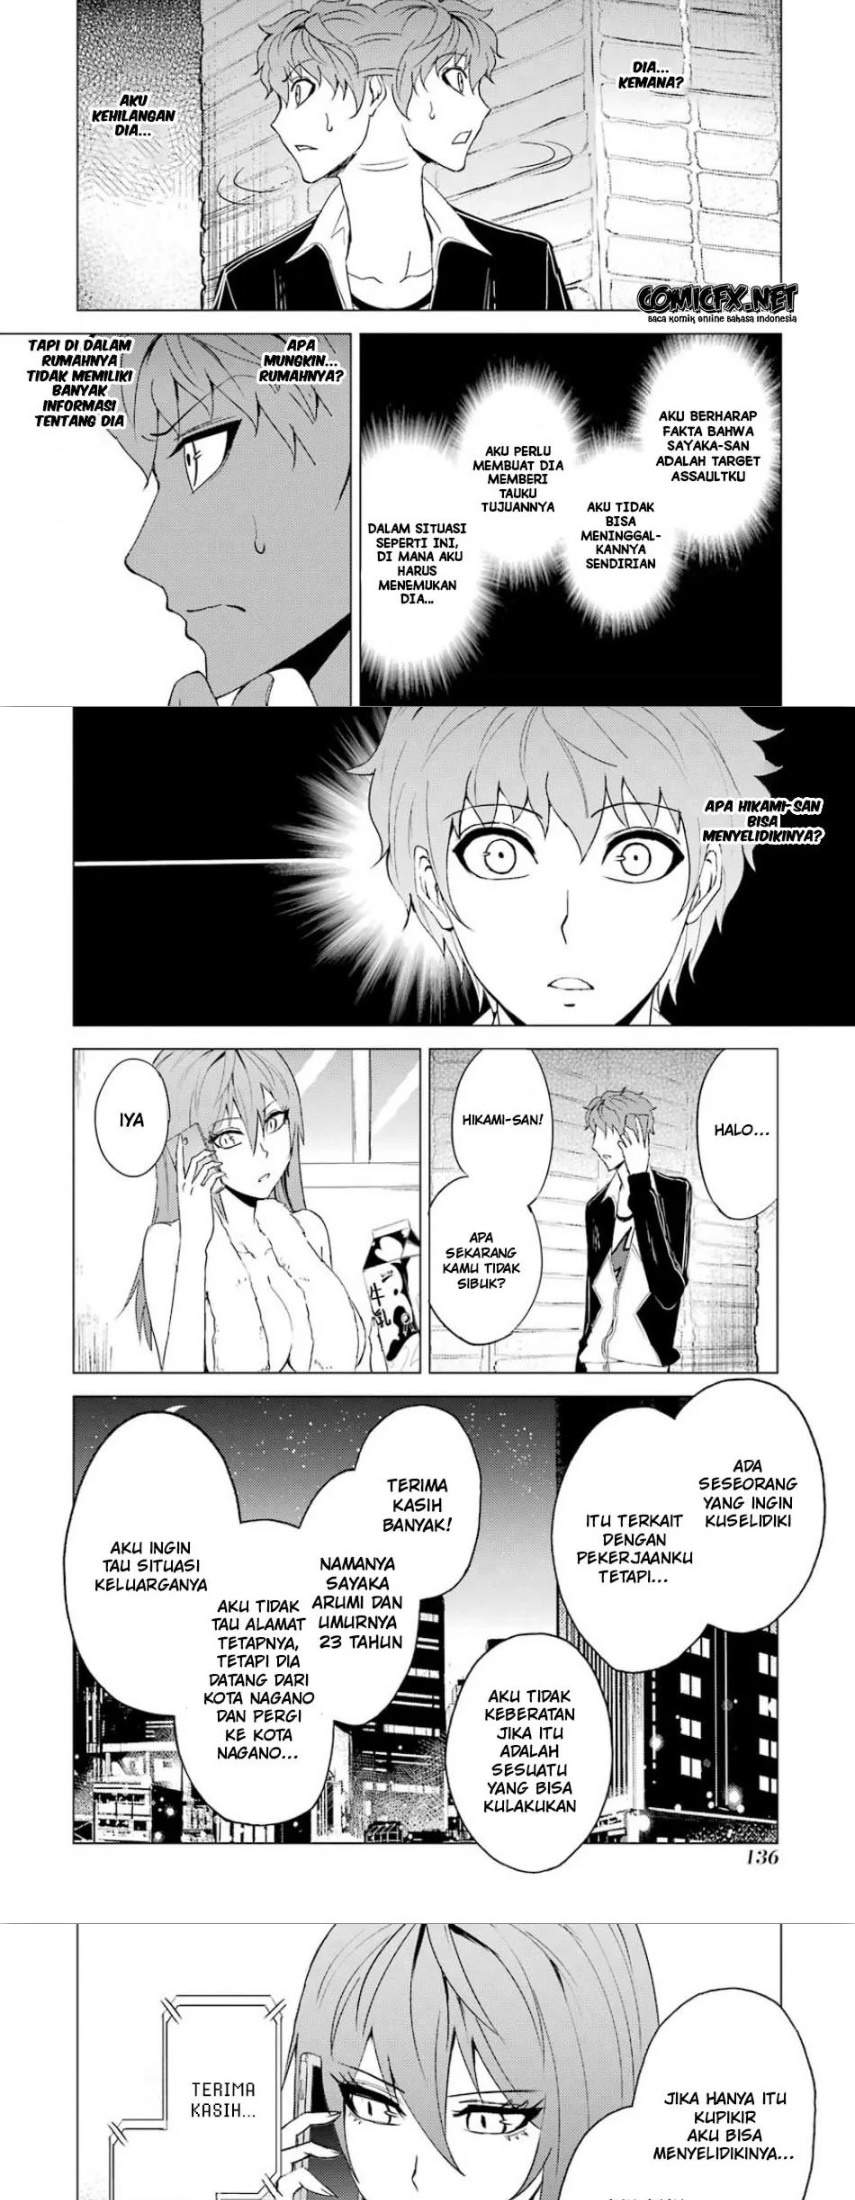 DIA...
KEMANA?
AKU
KEHILANGAN
DIA...
COMICFX.NET
Baca Komik Online Bahasa Indonesia
AKU BERHARAP
FAKTA BAHWA
SAYAKA-SAN
ADALAH TARGET
ASSAULTKU
AKU TIDAK
BISA
MENINGGAL-
KANNYA
SENDIRIAN
AKU PERLU
MEMBUAT DIA
MEMBERI
TAUKU
TUJUANNYA
DALAM SITUASI
SEPERTI INI,
DI MANA AKU
HARUS
MENEMUKAN
DIA...
APA
MUNGKIN...
RUMAHNYA?
TAPI DI DALAM
RUMAHNYA
TIDAK MEMILIKI
BANYAK
INFORMASI
TENTANG DIA
APA HIKAMI-SAN
BISA
MENYELIDIKINYA?
HALO...
HIKAMI-SAN!
APA
SEKARANG
KAMU TIDAK
SIBUK?
IYA
牛乳
ADA
SESEORANG
YANG INGIN
KUSELIDIKI
ITU TERKAIT
DENGAN
PEKERJAANKU
TETAPI...
AKU TIDAK
KEBERATAN
JIKA ITU
ADALAH
SESUATU
YANG BISA
KULAKUKAN
TERIMA
KASIH
BANYAK!
NAMANYA
SAYAKA
ARUMI DAN
UMURNYA
23 TAHUN
AKU TIDAK
TAU ALAMAT
TETAPNYA,
TETAPI DIA
DATANG DARI
KOTA NAGANO
DAN PERGI
KE KOTA
NAGANO...
AKU INGIN
TAU SITUASI
KELUARGANYA
136
JIKA HANYA ITU
KUPIKIR
AKU BISA
MENYELIDIKINYA...
TERIMA
KASIH...